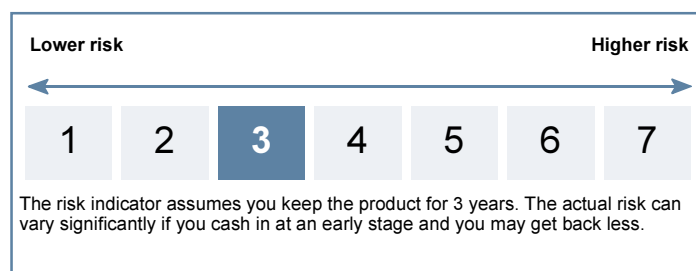 Lower risk Higher risk
1 2 3 4 5 6 7
The risk indicator assumes you keep the product for 3 years. The actual risk can
vary significantly if you cash in at an early stage and you may get back less.